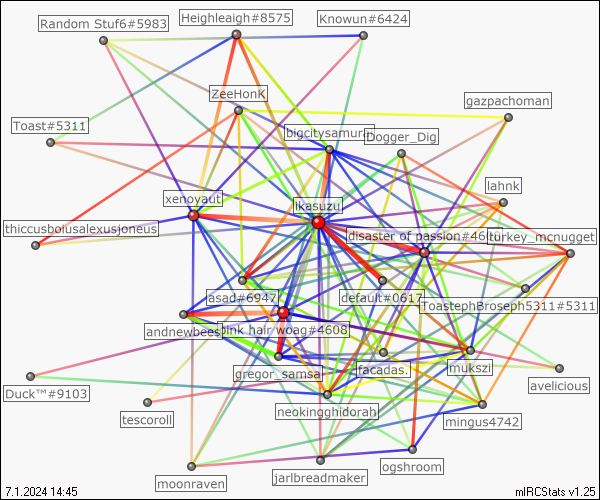 Random Stuf6#5983
Heighleaigh#8575
Knowun#6424
ZeeHonK
gazpachoman
Toast#5311
bigcitysamurai
Dogger_Dig
xenoyaut
lahnk
ikasuzu
thiccusboiusalexusjoneus
disaster of passion#460
turkey_mcnugget
asad#6947
default#0617
ToastephBroseph5311#5311
andnewbees
pink hair woag#4608
gregor_samsa
facadas.
mukszi
Duck™#9103
avelicious
tescoroll
neokingghidorah
mingus4742
moonraven
jarlbreadmaker
ogshroom
7.1.2024 14:45
mIRCStats v1.25